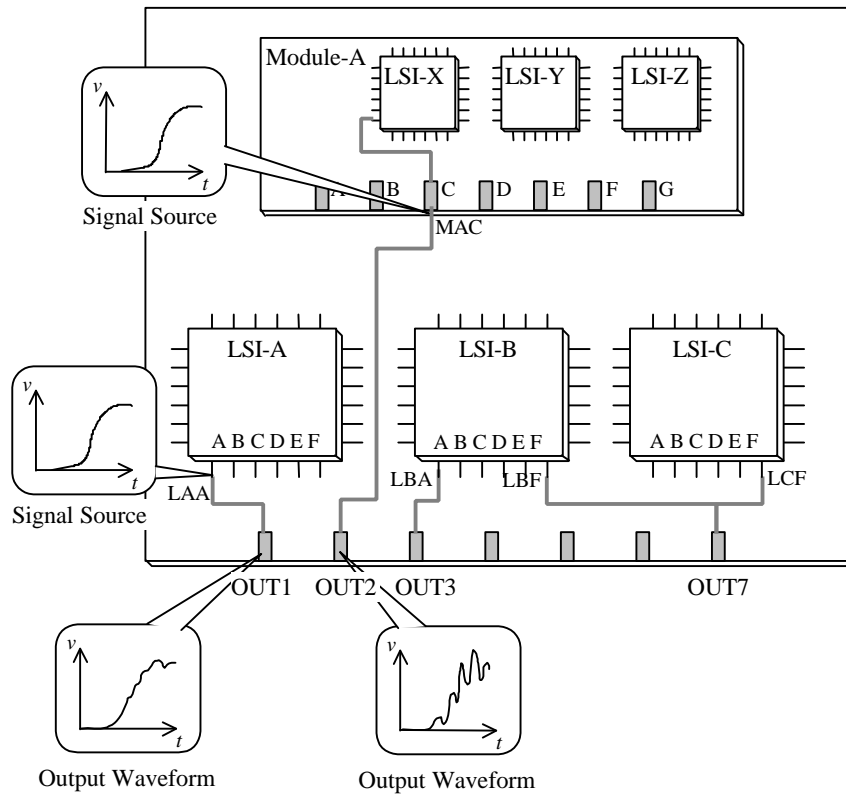 Module-A
LSI-X
LSI-Y
LSI-Z
v
t
Signal Source
A B C D E F G
MAC
LSI-A
LSI-B
LSI-C
v
t
Signal Source
A B C D E F
A B C D E F
A B C D E F
LAA
LBA
LBF
LCF
OUT1
OUT2
OUT3
OUT7
v
t
Output Waveform
v
t
Output Waveform